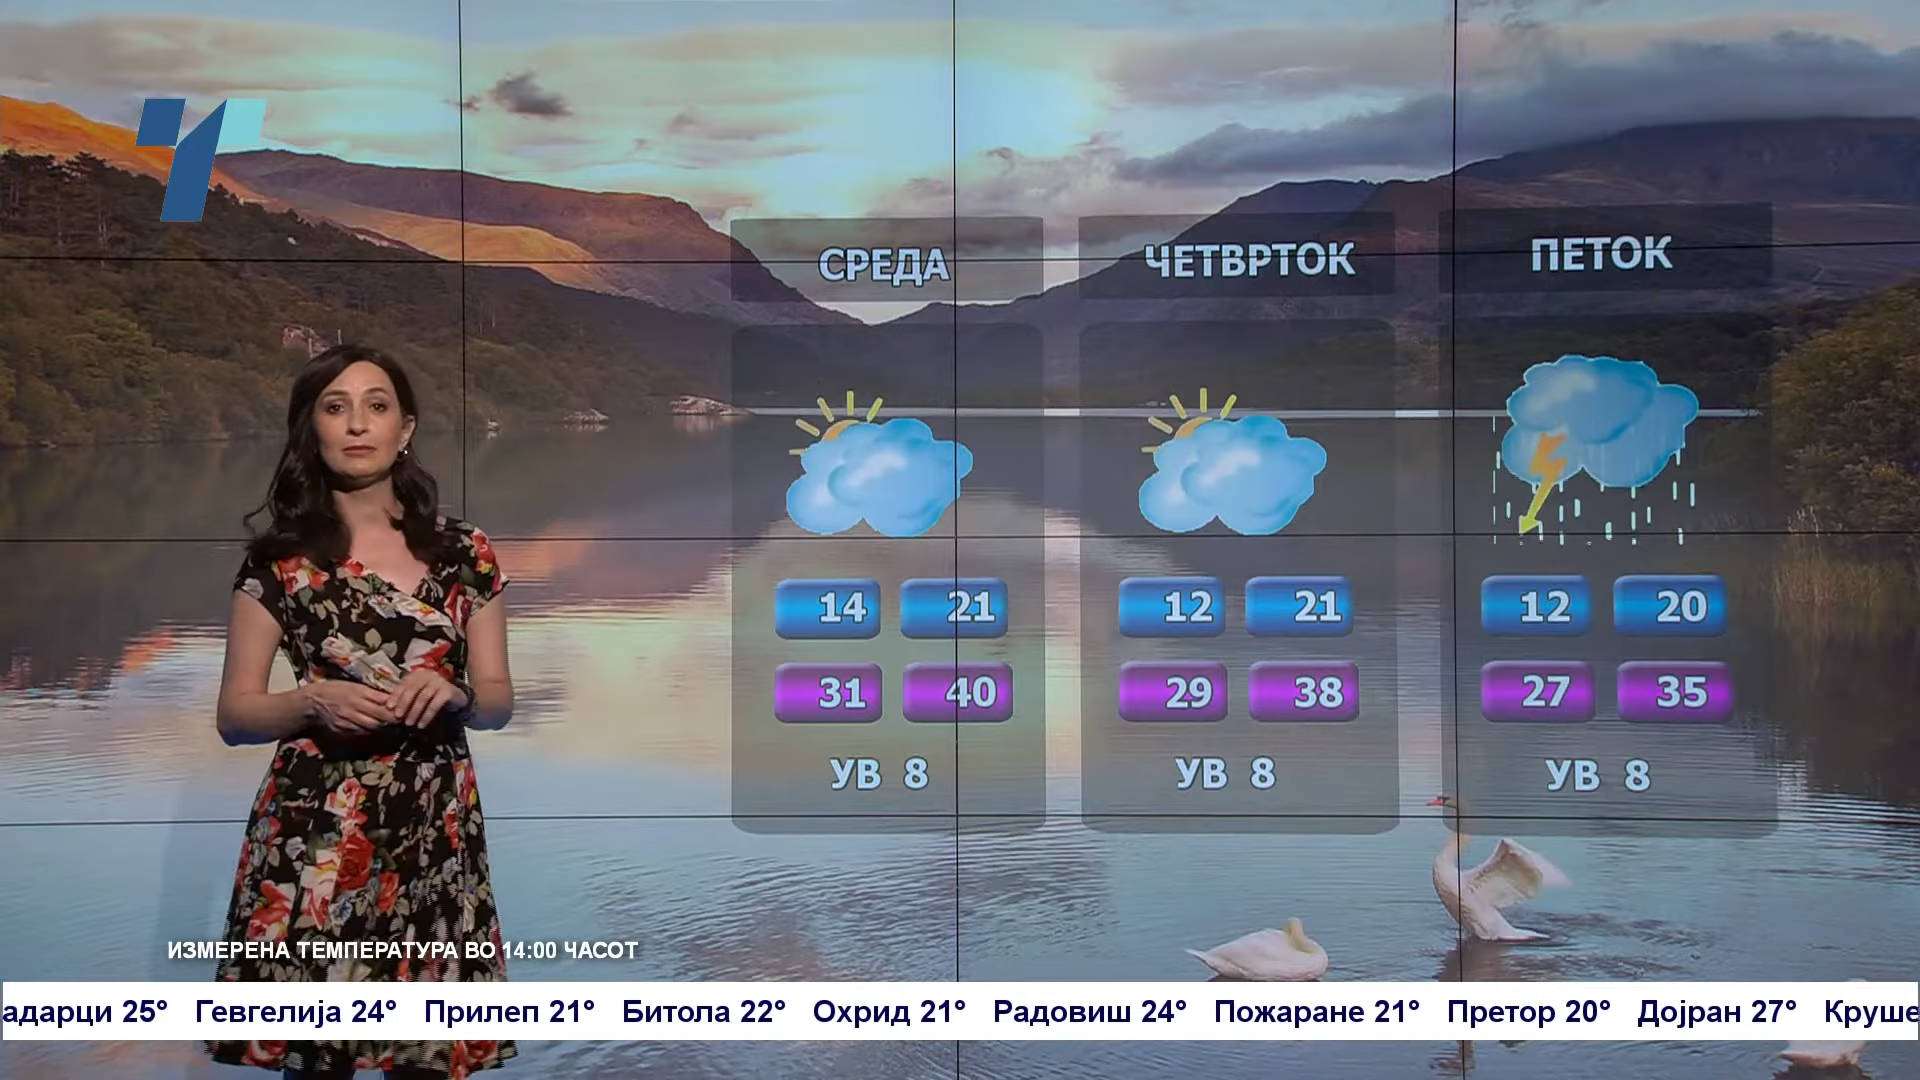 СРЕДА
ЧЕТВРТОК
ПЕТОК
14 21
12 21
12 20
31 40
29 38
27 35
УВ 8
УВ 8
УВ 8
ИЗМЕРЕНА ТЕМПЕРАТУРА ВО 14:00 ЧАСОТ
адарци 25° Гевгелија 24° Прилеп 21° Битола 22° Охрид 21° Радовиш 24° Пожаране 21° Претор 20° Дојран 27° Круше